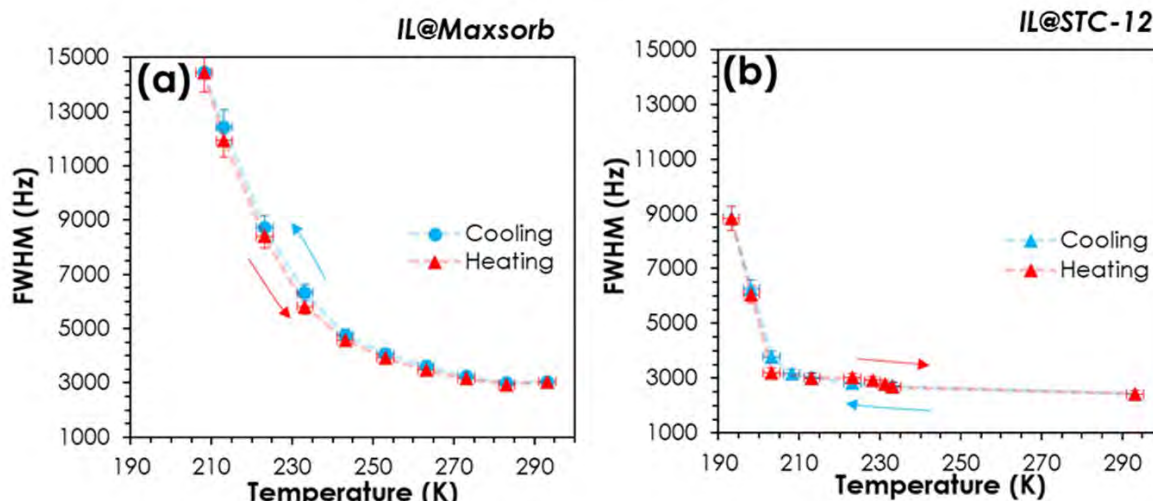 IL@Maxsorb
(a)
15000
13000
11000
9000
7000
5000
3000
1000
FWHM (Hz)
Cooling
Heating
190 210 230 250 270 290
Temperature (K)
IL@STC-12
(b)
15000
13000
11000
9000
7000
5000
3000
1000
FWHM (Hz)
Cooling
Heating
190 210 230 250 270 290
Temperature (K)